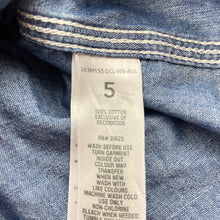 5
100% COTTON
EXCLUSIVE OF
DECORATION
RN# 30623
WASH BEFORE USE
TURN GARMENT
INSIDE OUT
COLOUR MAY
TRANSFER
WHEN NEW
WASH WITH
LIKE COLOURS.
MACHINE WASH COLD.
USE ONLY
NON-CHLORINE
BLEACH WHEN NEEDED